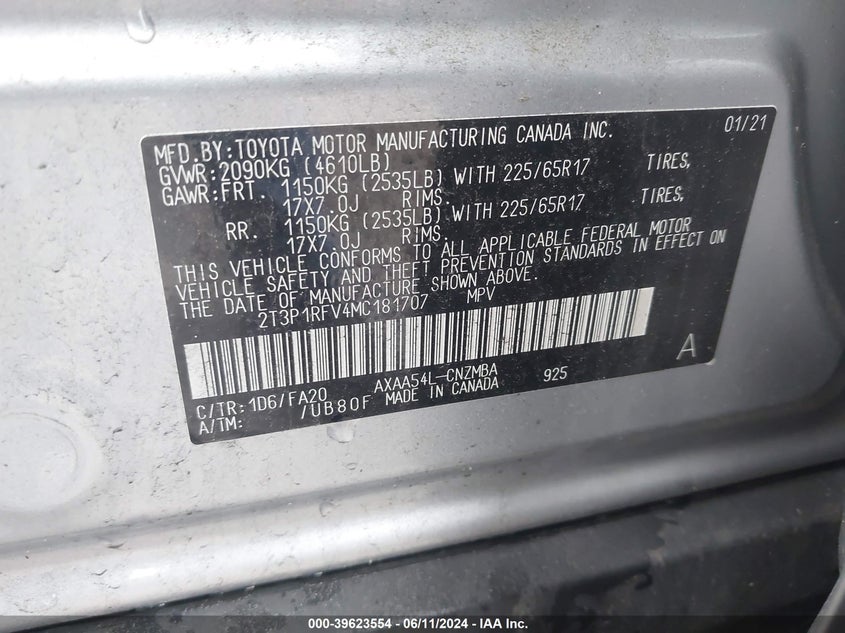 MFD.BY:TOYOTA MOTOR MANUFACTURING CANADA INC. 01/21
GVWR:2090KG (4610LB)
GAWR:FRT. 1150KG (2535LB) WITH 225/65R17 TIRES,
17X7.0J RIMS.
RR. 1150KG (2535LB) WITH 225/65R17 TIRES,
17X7.0J RIMS.
THIS VEHICLE CONFORMS TO ALL APPLICABLE FEDERAL MOTOR
VEHICLE SAFETY AND THEFT PREVENTION STANDARDS IN EFFECT ON
THE DATE OF MANUFACTURE SHOWN ABOVE.
2T3P1RFV4MC181707 MPV
A
C/TR:1D6/FA20 AXAA54L-CNZMBA 925
A/TM: /UB80F MADE IN CANADA
000-39623554 - 06/11/2024 - IAA Inc.